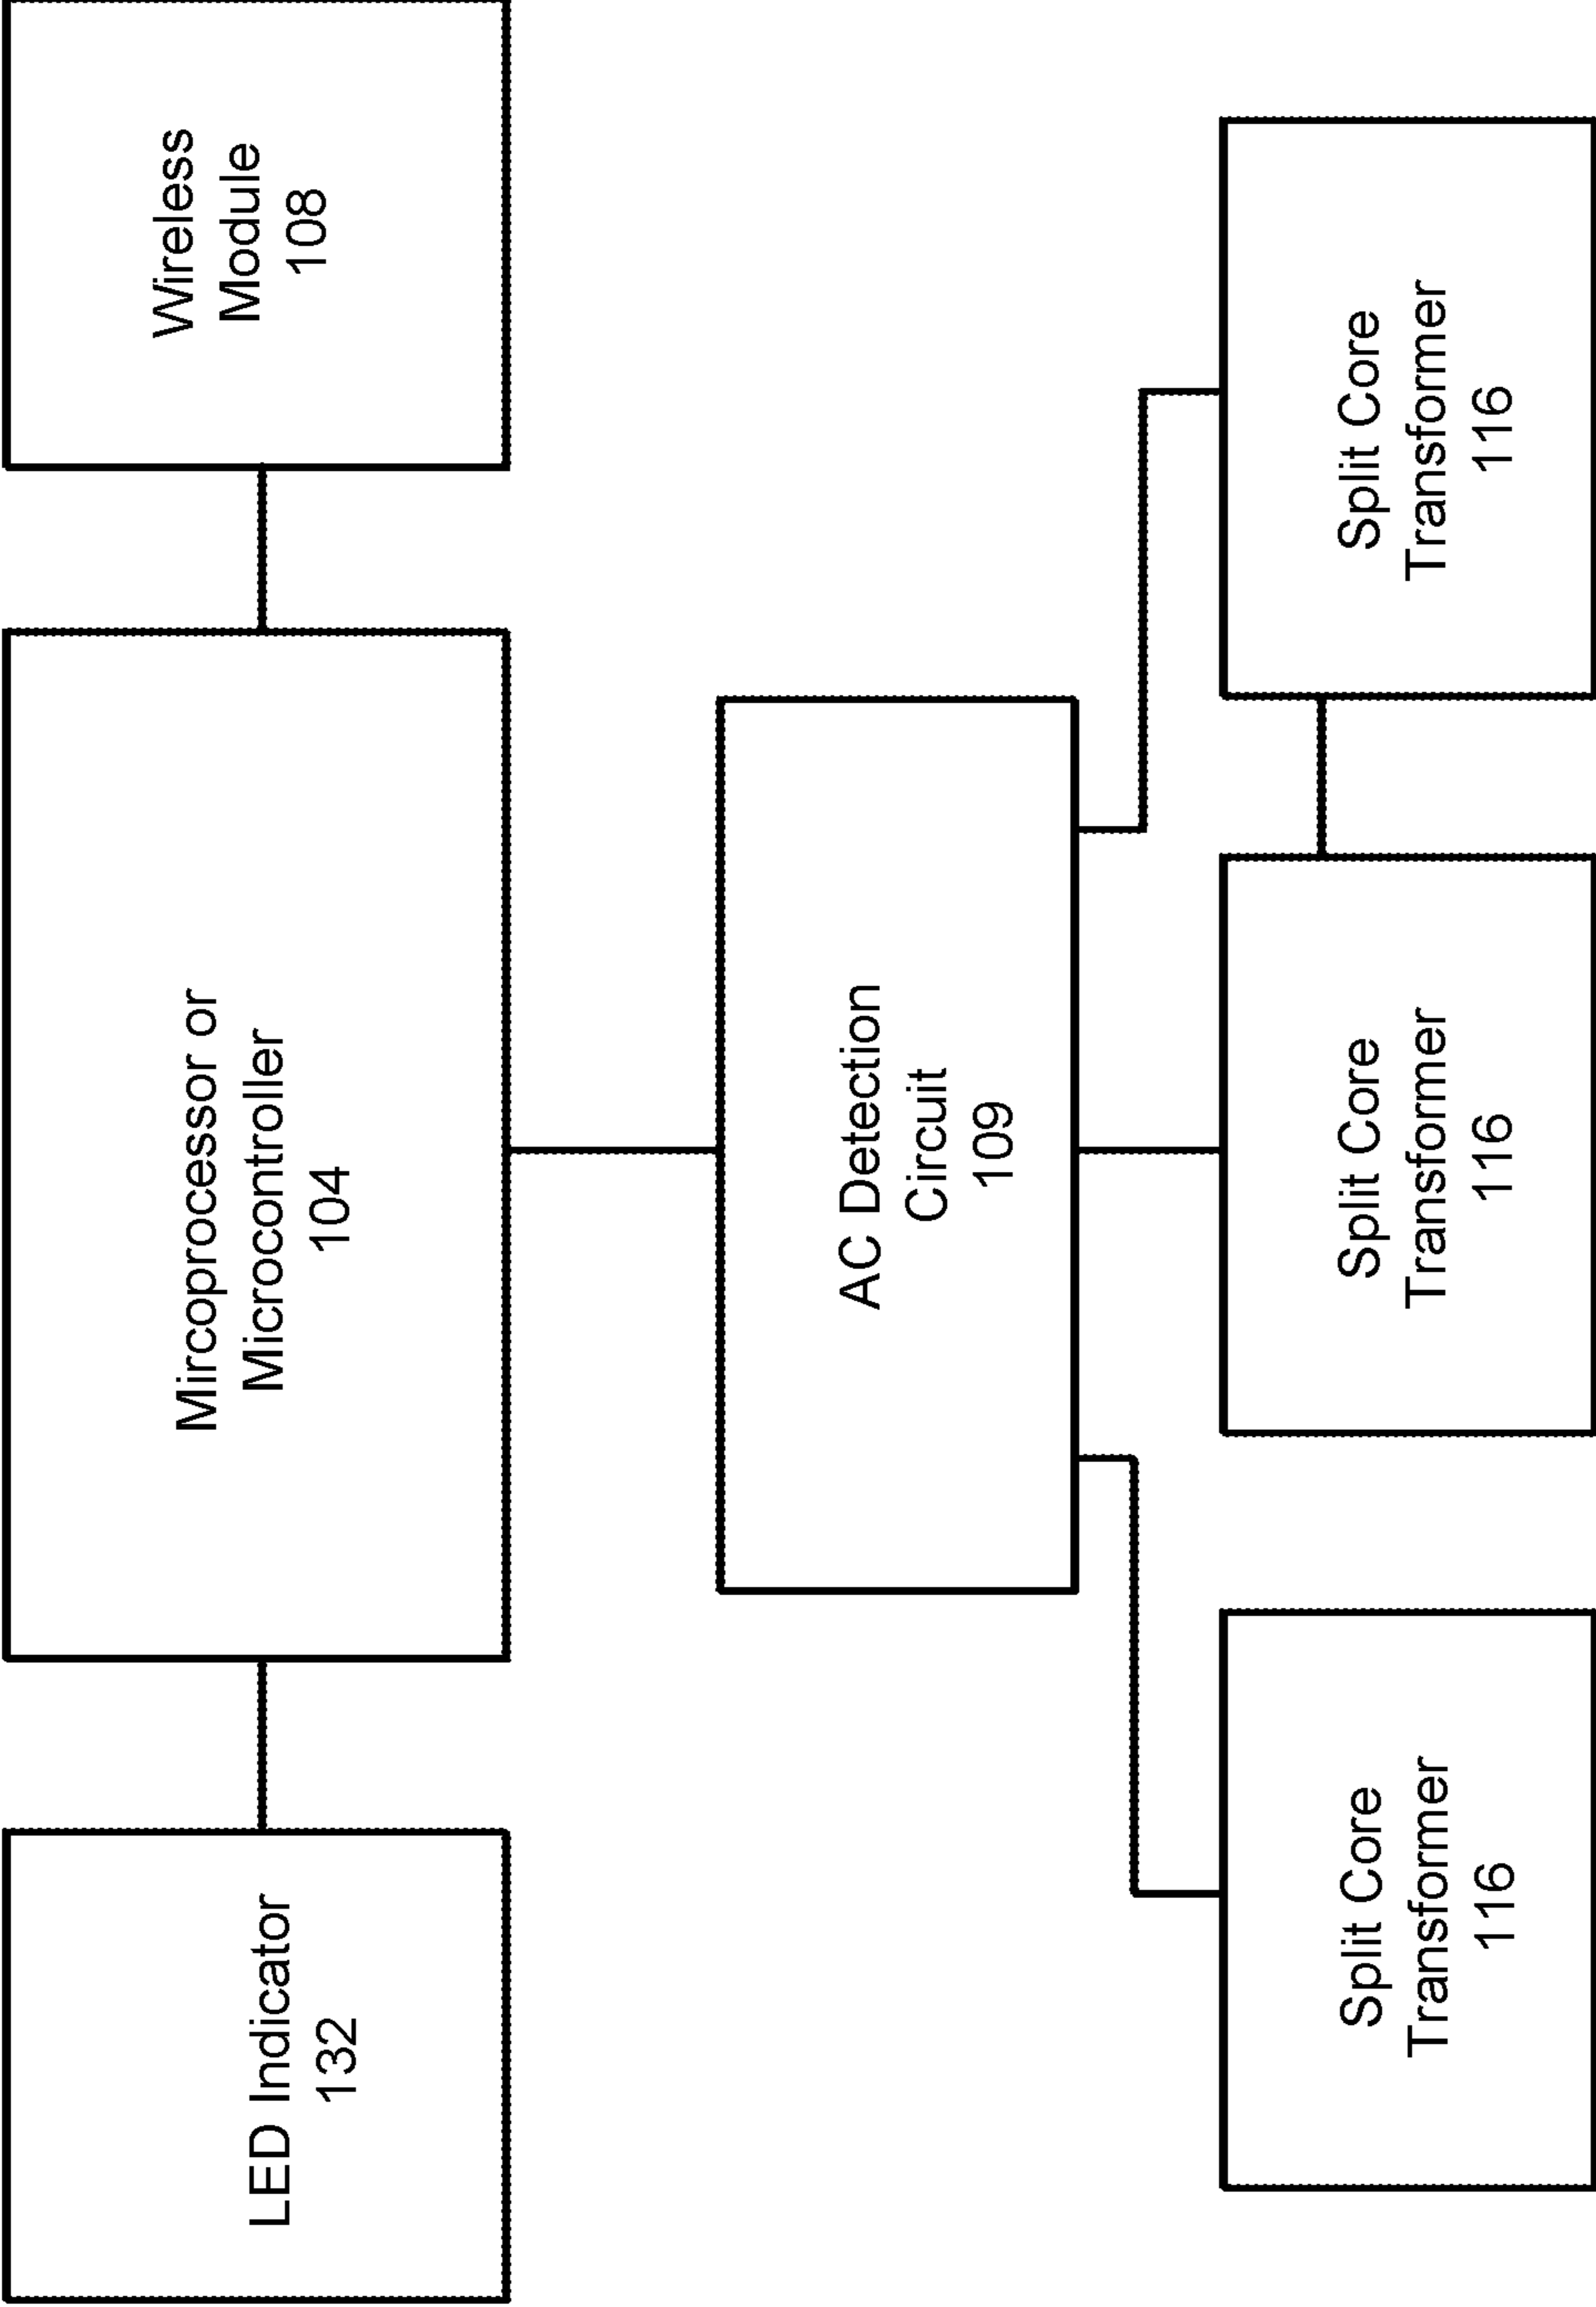 LED Indicator
132
Mircoprocessor or
Microcontroller
104
Wireless
Module
108
AC Detection
Circuit
109
Split Core
Transformer
116
Split Core
Transformer
116
Split Core
Transformer
116